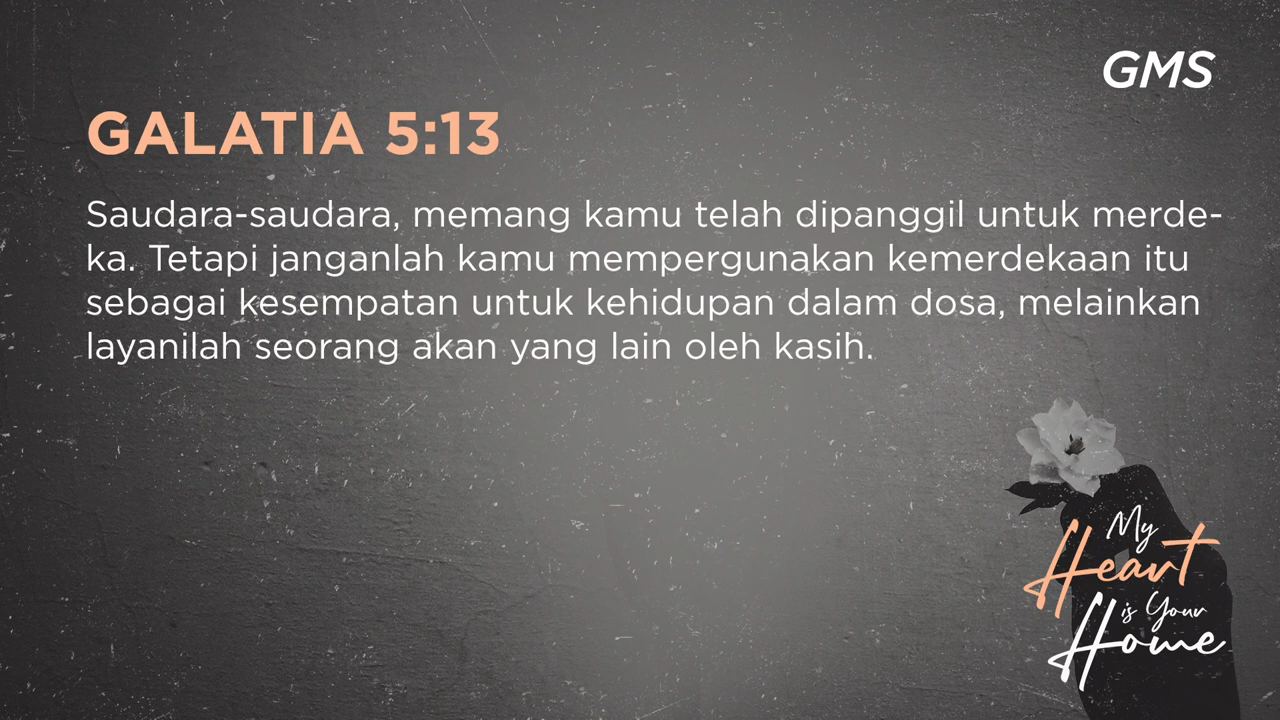 GMS
GALATIA 5:13
Saudara-saudara, memang kamu telah dipanggil untuk merde-
ka. Tetapi janganlah kamu mempergunakan kemerdekaan itu
sebagai kesempatan untuk kehidupan dalam dosa, melainkan
layanilah seorang akan yang lain oleh kasih.
My
Heart
is Your
Home